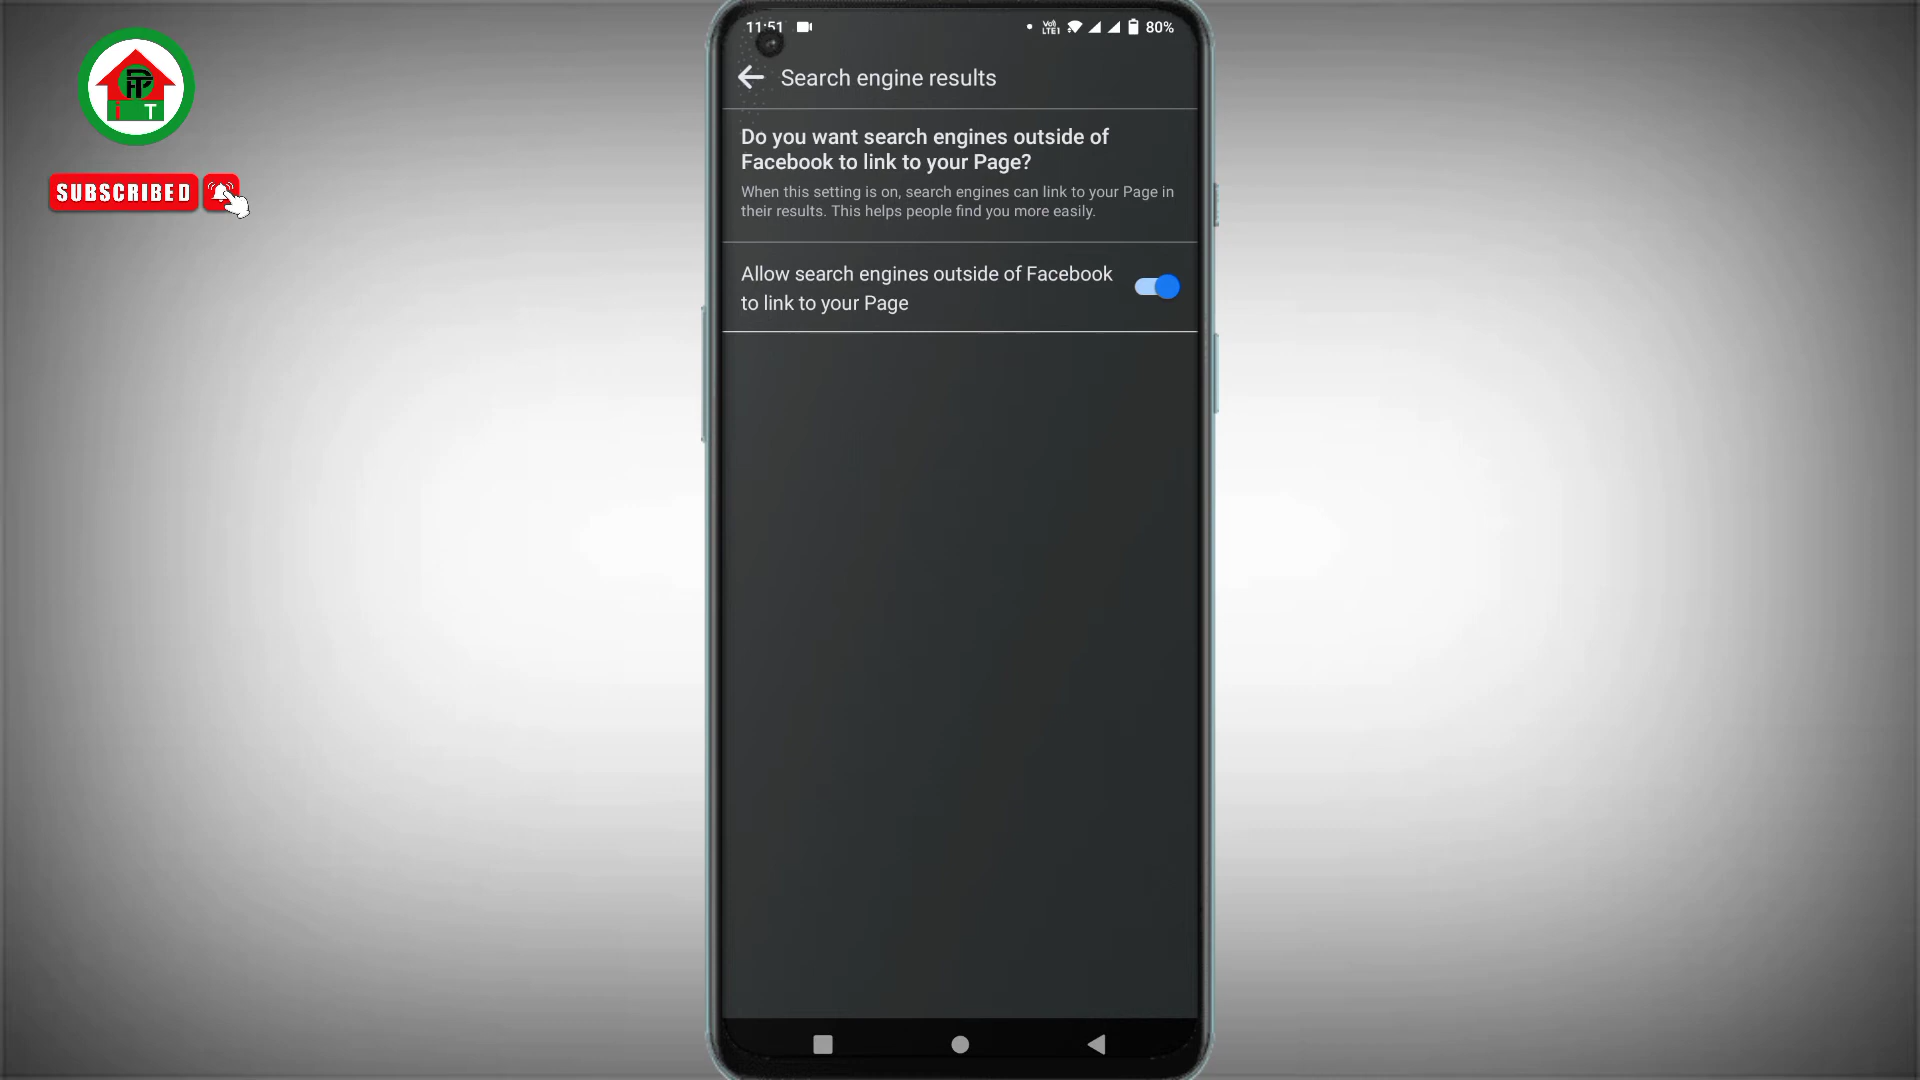 11:51
Vo) LTE1
80%
Search engine results
Do you want search engines outside of
Facebook to link to your Page?
When this setting is on, search engines can link to your Page in
their results. This helps people find you more easily.
Allow search engines outside of Facebook
to link to your Page
i T
SUBSCRIBED